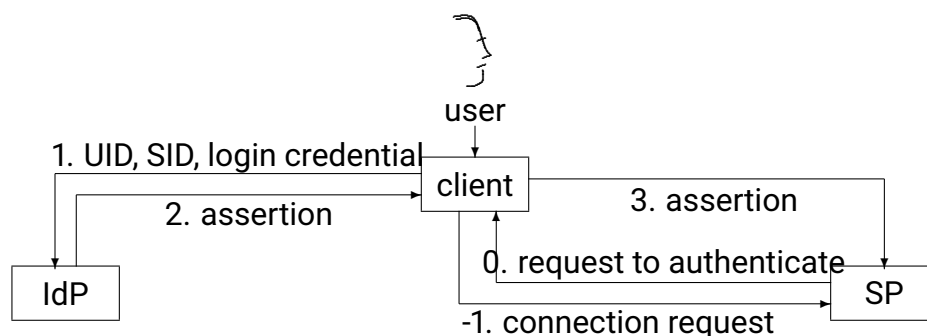 user
1. UID, SID, login credential
client
2. assertion
3. assertion
0. request to authenticate
IdP
SP
-1. connection request